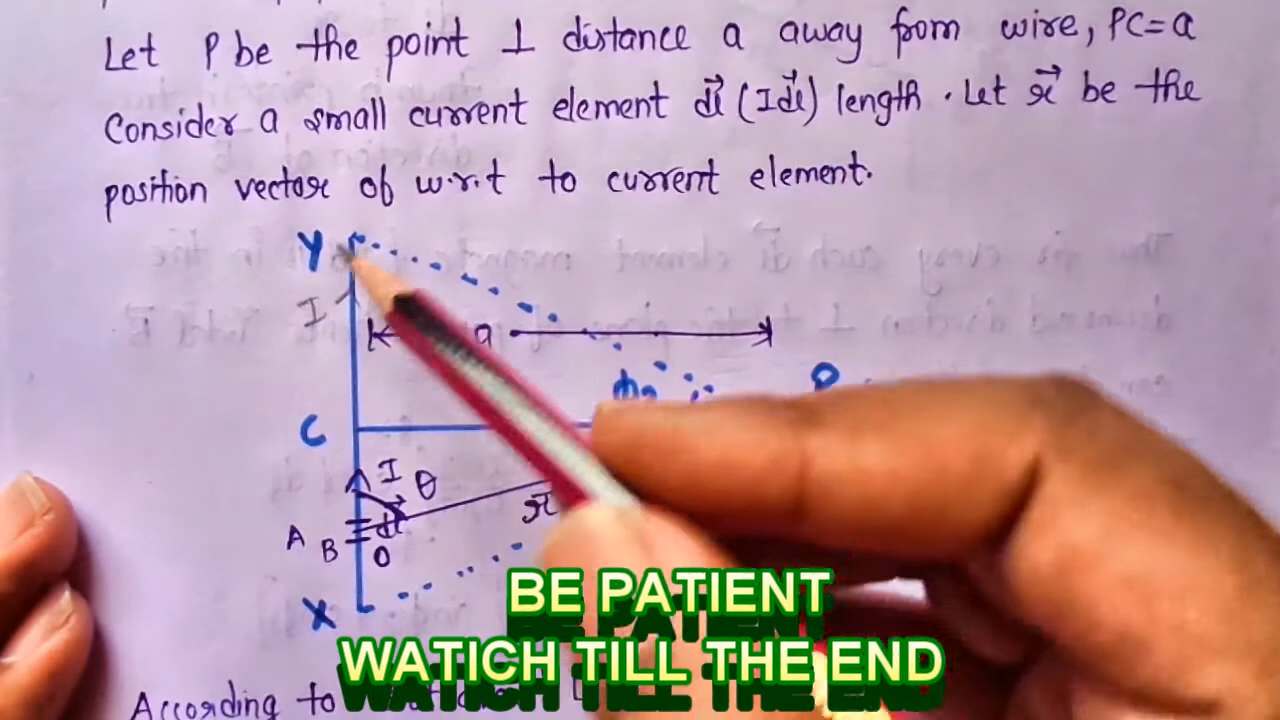 Let P be the point ⊥ distance a away from wire, PC=a
Consider a small current element dl (Idl) length. Let r be the
position vector of w.r.t to current element.
Y
I
a
P
C
I θ
r
A
dl
B
O
X
BE PATIENT
WATICH TILL THE END
According to